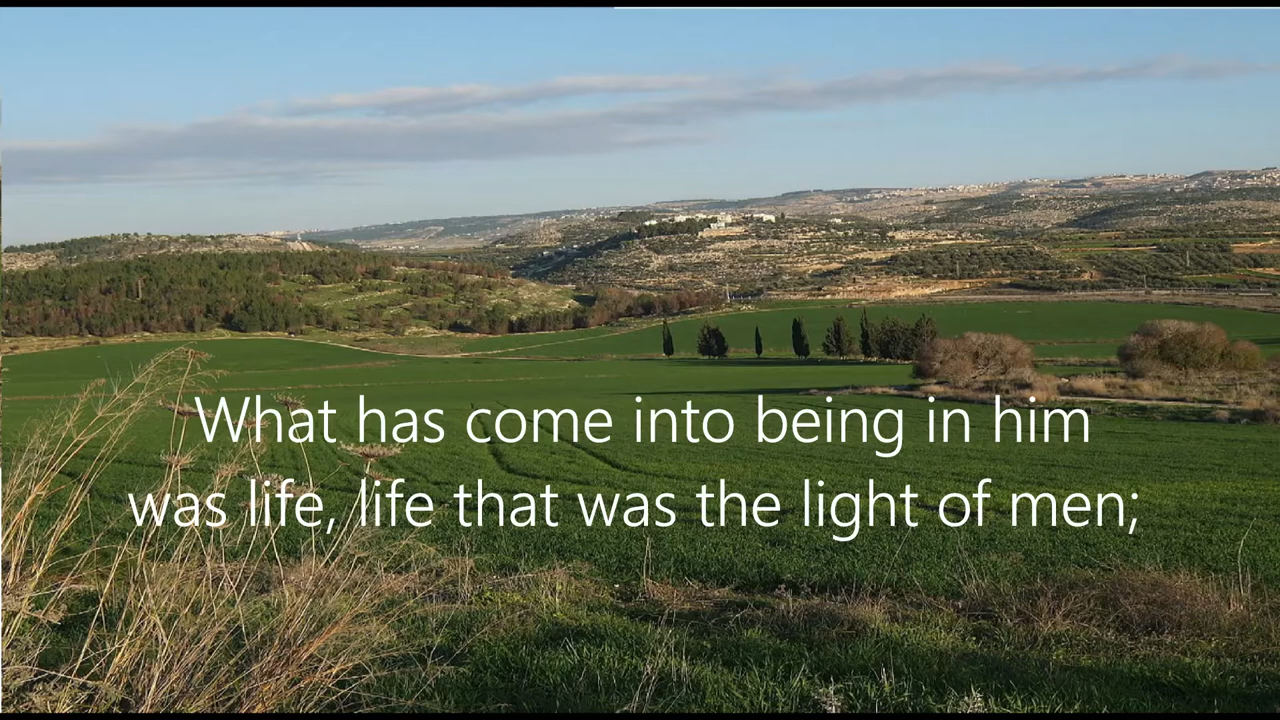 What has come into being in him
was life, life that was the light of men;